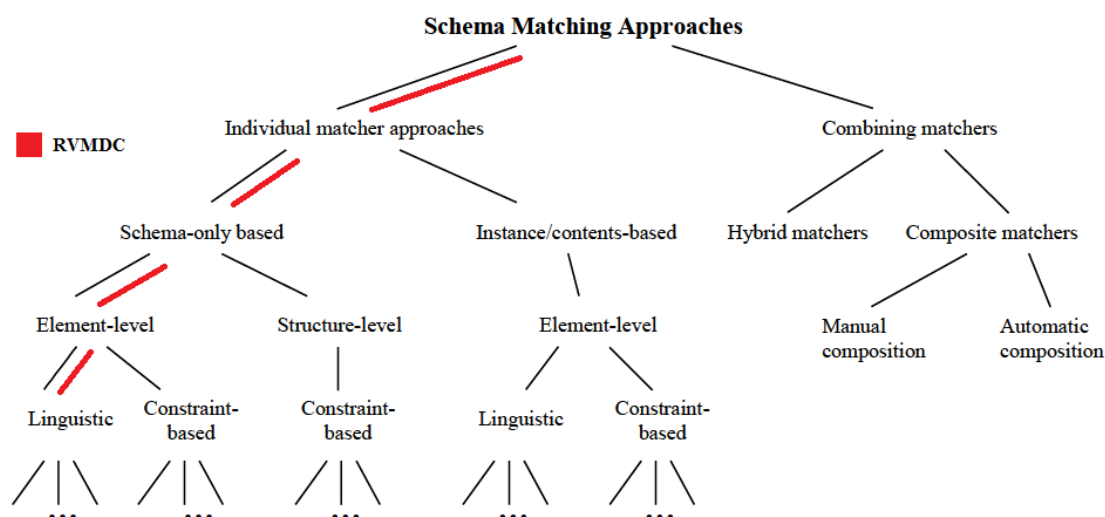 Schema Matching Approaches
Individual matcher approaches
Combining matchers
RVMDC
Schema-only based
Instance/contents-based
Hybrid matchers
Composite matchers
Element-level
Structure-level
Element-level
Manual
composition
Automatic
composition
Linguistic
Constraint-
based
Constraint-
based
Linguistic
Constraint-
based
...
...
...
...
...